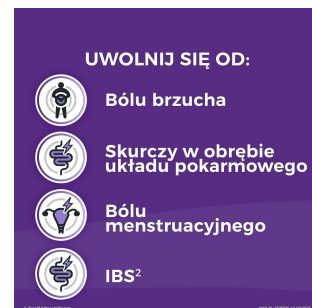 UWOLNIJ SIĘ OD:
Bólu brzucha
Skurczy w obrębie
układu pokarmowego
Bólu
menstruacyjnego
IBS²